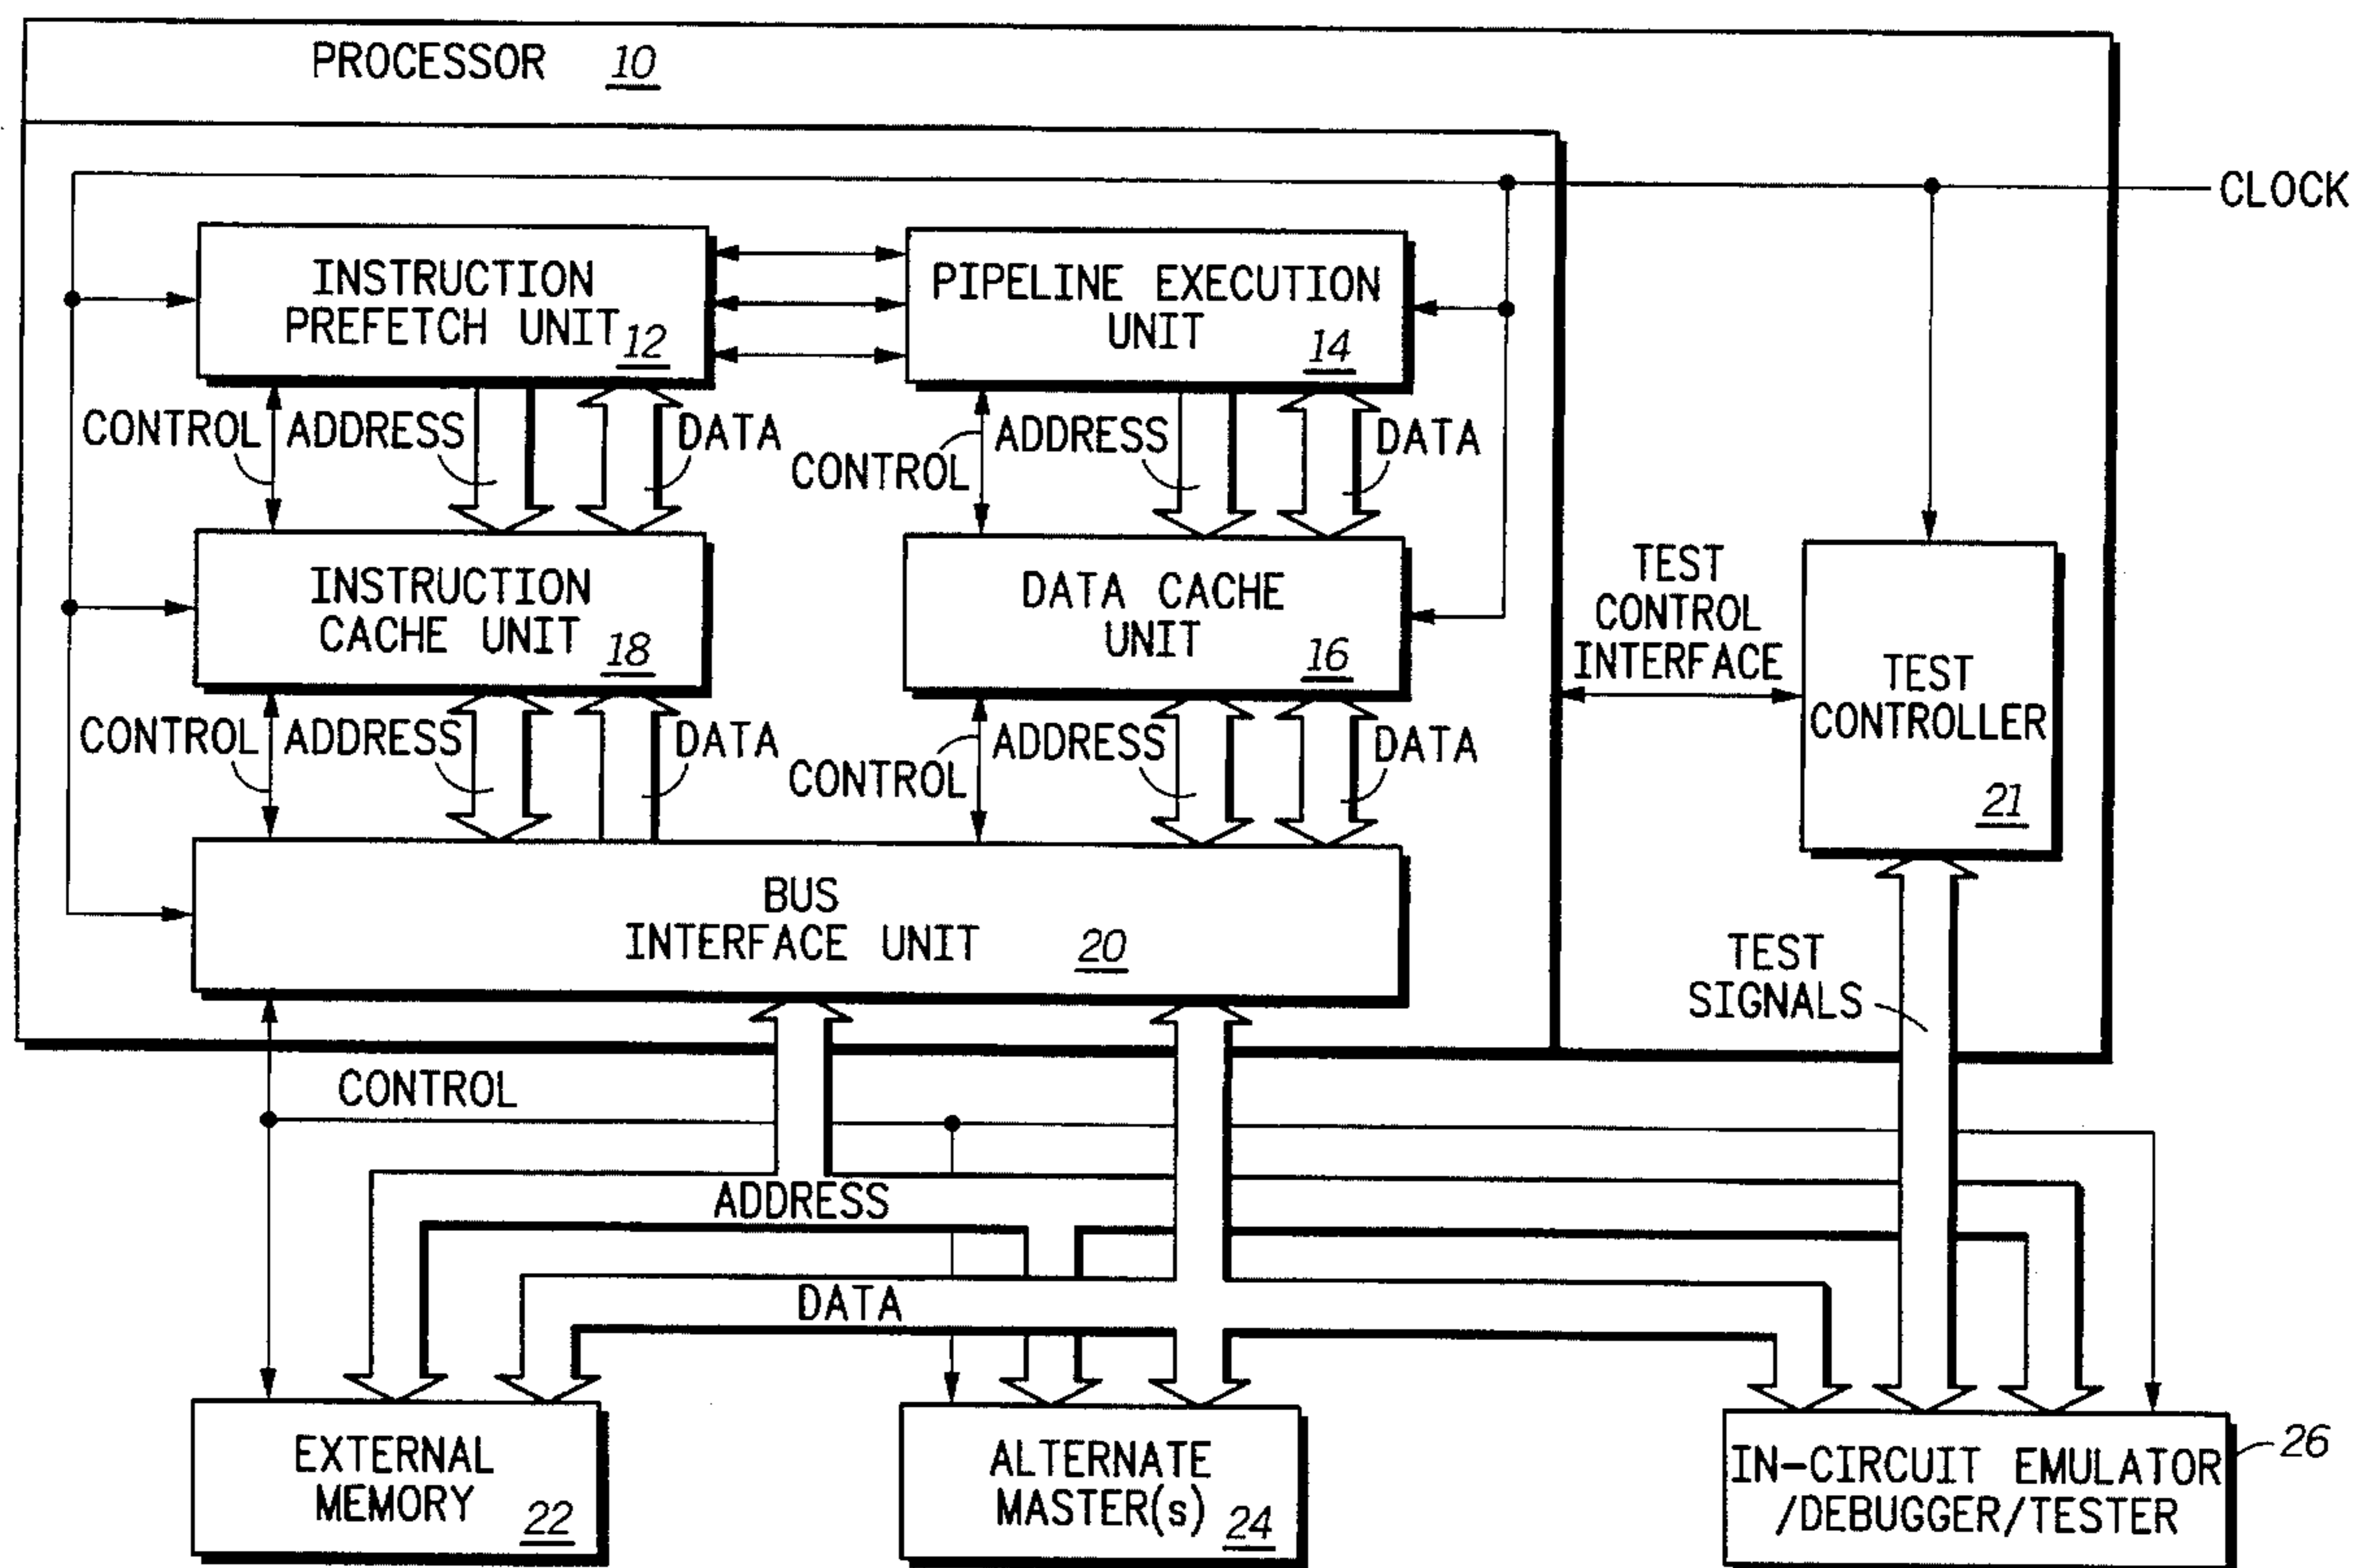 PROCESSOR 10
CLOCK
INSTRUCTION
PREFETCH UNIT 12
PIPELINE EXECUTION
UNIT 14
CONTROL
ADDRESS
DATA
CONTROL
ADDRESS
DATA
INSTRUCTION
CACHE UNIT 18
DATA CACHE
UNIT 16
TEST
CONTROL
INTERFACE
TEST
CONTROLLER
21
CONTROL
ADDRESS
DATA
CONTROL
ADDRESS
DATA
BUS
INTERFACE UNIT 20
TEST
SIGNALS
CONTROL
ADDRESS
DATA
EXTERNAL
MEMORY 22
ALTERNATE
MASTER(s) 24
IN-CIRCUIT EMULATOR
/DEBUGGER/TESTER
26